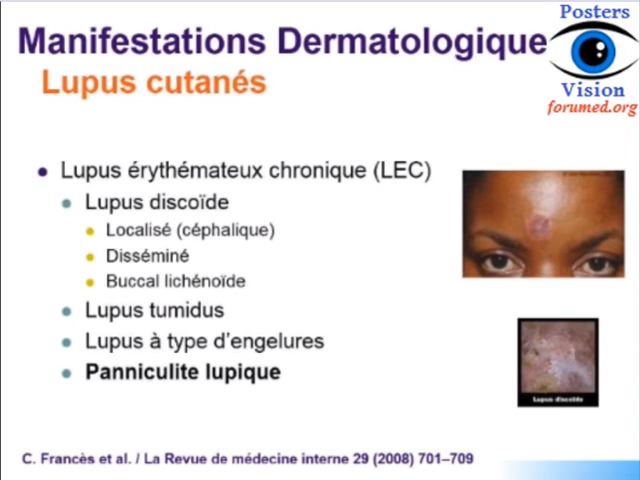 Posters
Manifestations Dermatologique
Vision
forumed.org
Lupus cutanés
Lupus érythémateux chronique (LEC)
Lupus discoïde
Localisé (céphalique)
Disséminé
Buccal lichénoïde
Lupus tumidus
Lupus à type d'engelures
Panniculite lupique
Lupus discoïde
C. Francès et al. / La Revue de médecine interne 29 (2008) 701–709